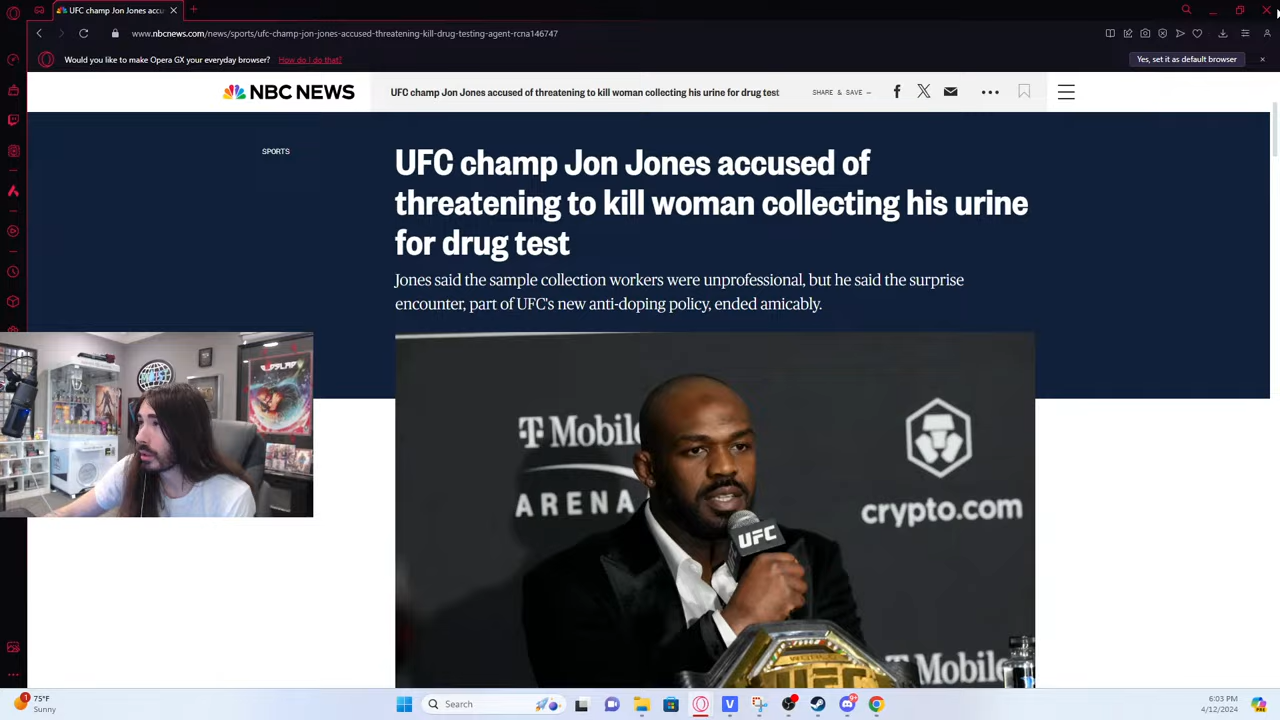 UFC champ Jon Jones accu
www.nbcnews.com/news/sports/ufc-champ-jon-jones-accused-threatening-kill-drug-testing-agent-rcna146747
Would you like to make Opera GX your everyday browser? How do I do that?
Yes, set it as default browser
NBC NEWS
UFC champ Jon Jones accused of threatening to kill woman collecting his urine for drug test
SHARE & SAVE —
SPORTS
UFC champ Jon Jones accused of
threatening to kill woman collecting his urine
for drug test
Jones said the sample collection workers were unprofessional, but he said the surprise
encounter, part of UFC's new anti-doping policy, ended amicably.
T Mobile
ARENA
crypto.com
UFC
WORLD
UFC
T Mobile
75°F
Sunny
Search
6:03 PM
4/12/2024